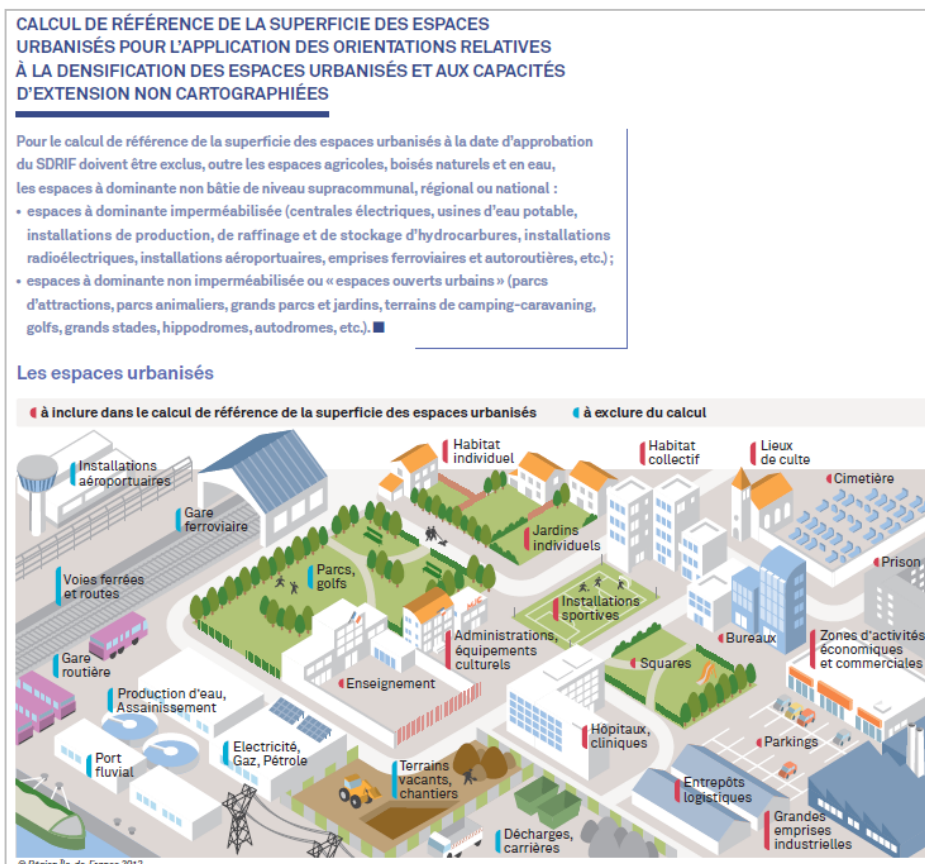 CALCUL DE RÉFÉRENCE DE LA SUPERFICIE DES ESPACES
URBANISÉS POUR L'APPLICATION DES ORIENTATIONS RELATIVES
À LA DENSIFICATION DES ESPACES URBANISÉS ET AUX CAPACITÉS
D'EXTENSION NON CARTOGRAPHIÉES
Pour le calcul de référence de la superficie des espaces urbanisés à la date d'approbation
du SDRIF doivent être exclus, outre les espaces agricoles, boisés naturels et en eau,
les espaces à dominante non bâtie de niveau supracommunal, régional ou national :
• espaces à dominante imperméabilisée (centrales électriques, usines d'eau potable,
installations de production, de raffinage et de stockage d'hydrocarbures, installations
radioélectriques, installations aéroportuaires, emprises ferroviaires et autoroutières, etc.) ;
• espaces à dominante non imperméabilisée ou « espaces ouverts urbains » (parcs
d'attractions, parcs animaliers, grands parcs et jardins, terrains de camping-caravaning,
golfs, grands stades, hippodromes, autodromes, etc.). ■
Les espaces urbanisés
à inclure dans le calcul de référence de la superficie des espaces urbanisés à exclure du calcul
Installations
aéroportuaires
Gare
ferroviaire
Habitat
individuel
Habitat
collectif
Lieux
de culte
Cimetière
Jardins
individuels
Prison
Voies ferrées
et routes
Parcs,
golfs
Installations
sportives
MJC
Administrations,
équipements
culturels
Bureaux
Zones d'activités
économiques
et commerciales
Gare
routière
Enseignement
Squares
Production d'eau,
Assainissement
Hôpitaux,
cliniques
Parkings
Port
fluvial
Electricité,
Gaz, Pétrole
Terrains
vacants,
chantiers
Entrepôts
logistiques
Grandes
emprises
industrielles
Décharges,
carrières
© Région Île-de-France 2013